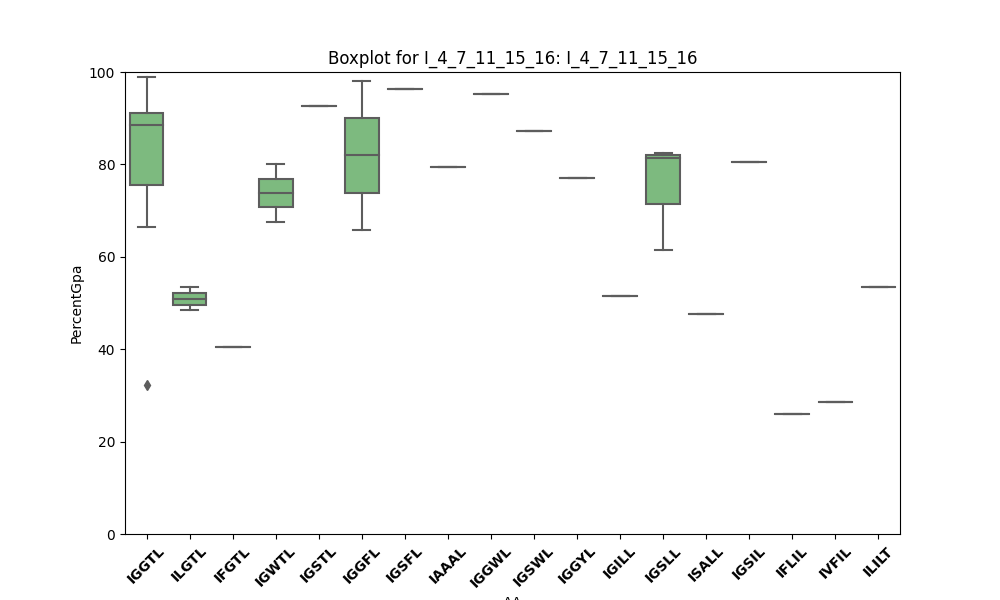 Boxplot for I_4_7_11_15_16: I_4_7_11_15_16
100
80
60
40
20
0
PercentGpa
IGGTL
ILGTL
IFGTL
IGWTL
IGSTL
IGGFL
IGSFL
IAAAL
IGGWL
IGSWL
IGGYL
IGILL
IGSLL
ISALL
IGSIL
IFLIL
IVFIL
ILILT